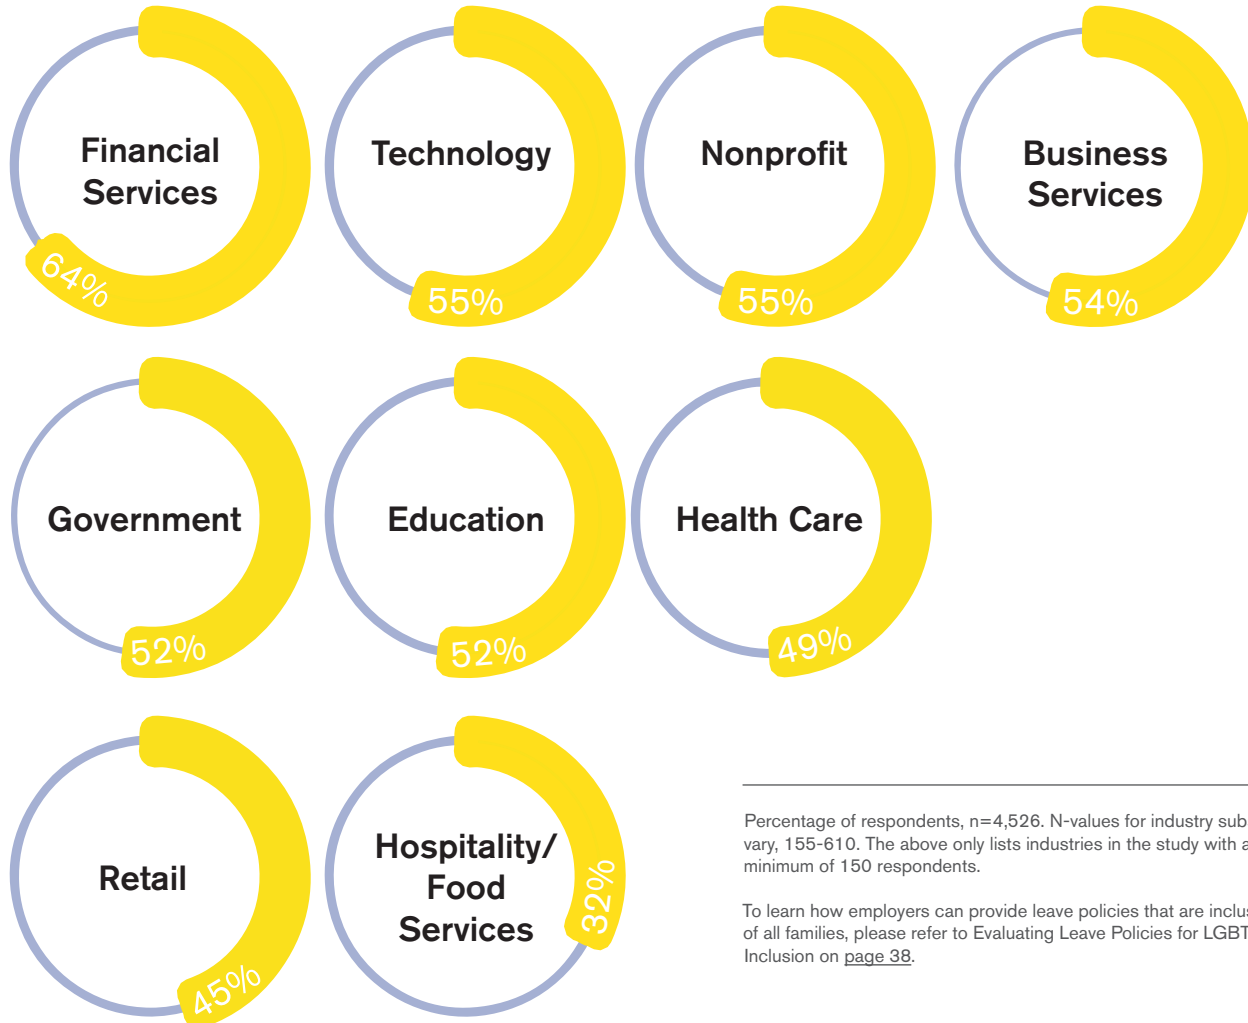 Financial
Services
64%
Technology
55%
Nonprofit
55%
Business
Services
54%
Government
52%
Education
52%
Health Care
49%
Retail
45%
Hospitality/
Food
Services
32%
Percentage of respondents, n=4,526. N-values for industry sub
vary, 155-610. The above only lists industries in the study with a
minimum of 150 respondents.
To learn how employers can provide leave policies that are inclus
of all families, please refer to Evaluating Leave Policies for LGBT
Inclusion on page 38.